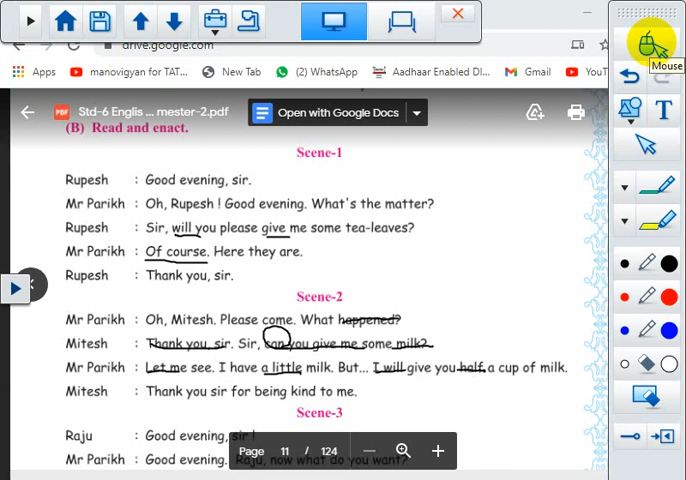 drive.google.com
Mouse
Apps
manovigyan for TAT...
New Tab
(2) WhatsApp
Aadhaar Enabled DI...
M Gmail
YouT
PDF
Std-6 Englis ... mester-2.pdf
Open with Google Docs
T
(B) Read and enact.
Scene-1
Rupesh : Good evening, sir.
Mr Parikh : Oh, Rupesh ! Good evening. What's the matter?
Rupesh : Sir, will you please give me some tea-leaves?
Mr Parikh : Of course. Here they are.
Rupesh : Thank you, sir.
Scene-2
Mr Parikh : Oh, Mitesh. Please come. What happened?
Mitesh : Thank you sir. Sir, can you give me some milk?
Mr Parikh : Let me see. I have a little milk. But... I will give you half a cup of milk.
Mitesh : Thank you sir for being kind to me.
Scene-3
Raju : Good evening, sir !
Mr Parikh : Good evening. Raju, now what do you want?
Page 11 / 124